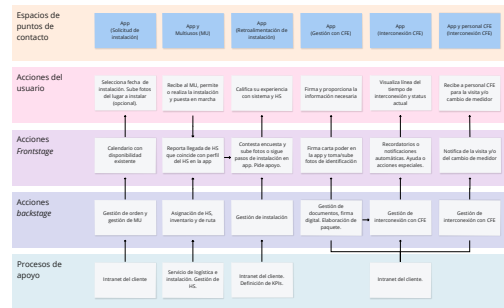 Espacios de
puntos de
contacto
App
(Solicitud de
instalación)
App y
Multiusos (MU)
App
(Retroalimentación de
instalación)
App
(Gestión con CFE)
App
(Interconexión CFE)
App y personal CFE
(Interconexión CFE)
Acciones del
usuario
Selecciona fecha de
instalación. Sube fotos
del lugar a instalar
(opcional).
Recibe al MU, permite
o realiza la instalación
y puesta en marcha
Califica su experiencia
con sistema y HS
Firma y proporciona la
información necesaria
Visualiza línea del
tiempo de
interconexión y status
actual
Recibe a personal CFE
para la visita y/o
cambio de medidor
Acciones
Frontstage
Calendario con
disponibilidad
existente
Reporta llegada de HS
que coincide con perfil
del HS en la app
Contesta encuesta y
sube fotos o sigue
pasos de instalación en
app. Pide apoyo.
Firma carta poder en
la app y toma/sube
fotos de identificación
Recordatorios o
notificaciones
automáticas. Ayuda o
acciones especiales.
Notifica de la visita y/o
del cambio de medidor
Acciones
backstage
Gestión de orden y
gestión de MU
Asignación de HS,
inventario y de ruta
Gestión de instalación
Gestión de
documentos, firma
digital. Elaboración de
paquete.
Gestión de
interconexión con CFE
Gestión de
interconexión con CFE
Procesos de
apoyo
Intranet del cliente
Servicio de logística e
instalación. Gestión de
HS.
Intranet del cliente.
Definición de KPIs.
Intranet del cliente.